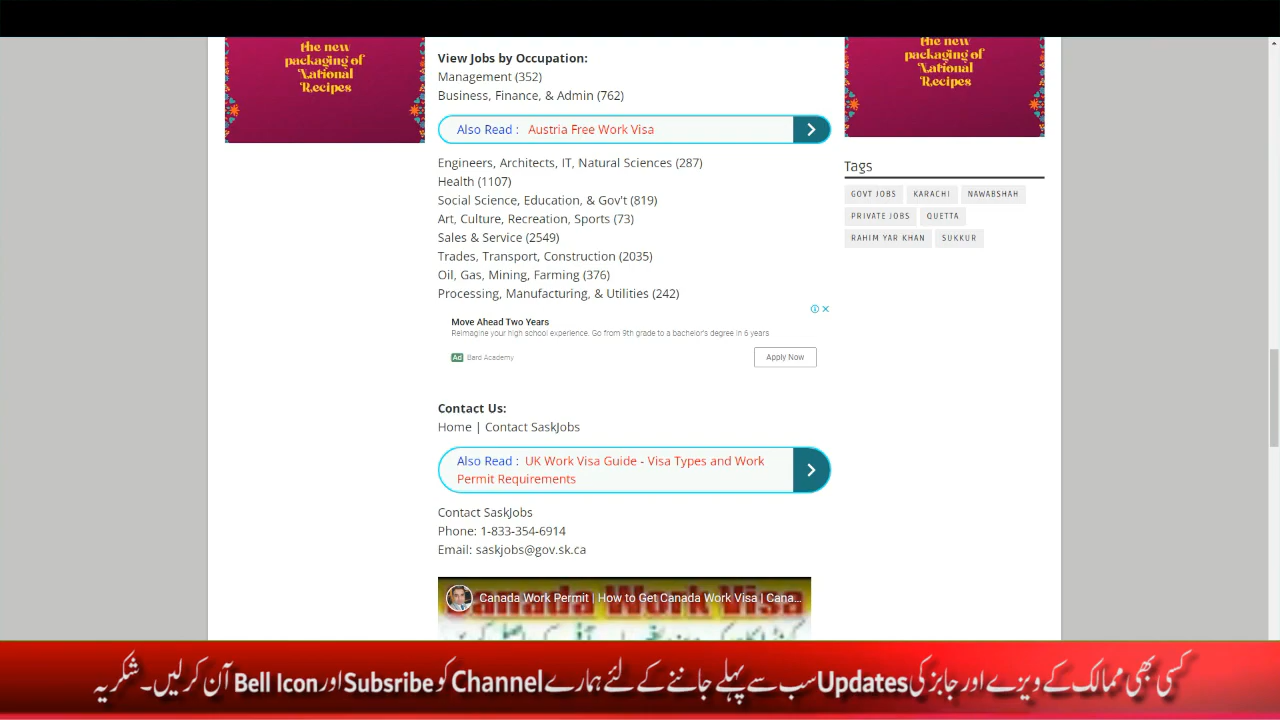 the new
packaging of
National
Recipes
View Jobs by Occupation:
Management (352)
Business, Finance, & Admin (762)
Also Read : Austria Free Work Visa
Engineers, Architects, IT, Natural Sciences (287)
Health (1107)
Social Science, Education, & Gov't (819)
Art, Culture, Recreation, Sports (73)
Sales & Service (2549)
Trades, Transport, Construction (2035)
Oil, Gas, Mining, Farming (376)
Processing, Manufacturing, & Utilities (242)
Move Ahead Two Years
Reimagine your high school experience. Go from 9th grade to a bachelor's degree in 6 years
Ad Bard Academy
Apply Now
Contact Us:
Home | Contact SaskJobs
Also Read : UK Work Visa Guide - Visa Types and Work
Permit Requirements
Contact SaskJobs
Phone: 1-833-354-6914
Email: saskjobs@gov.sk.ca
Canada Work Permit | How to Get Canada Work Visa | Cana...
Canada Work Visa
the new
packaging of
National
Recipes
Tags
GOVT JOBS KARACHI NAWABSHAH
PRIVATE JOBS QUETTA
RAHIM YAR KHAN SUKKUR
کسی بھی ممالک کے ویزے اور جابز کی Updates سب سے پہلے جاننے کے لئے ہمارے Channel کو Subsribe اور Bell Icon آن کرلیں۔ شکریہ